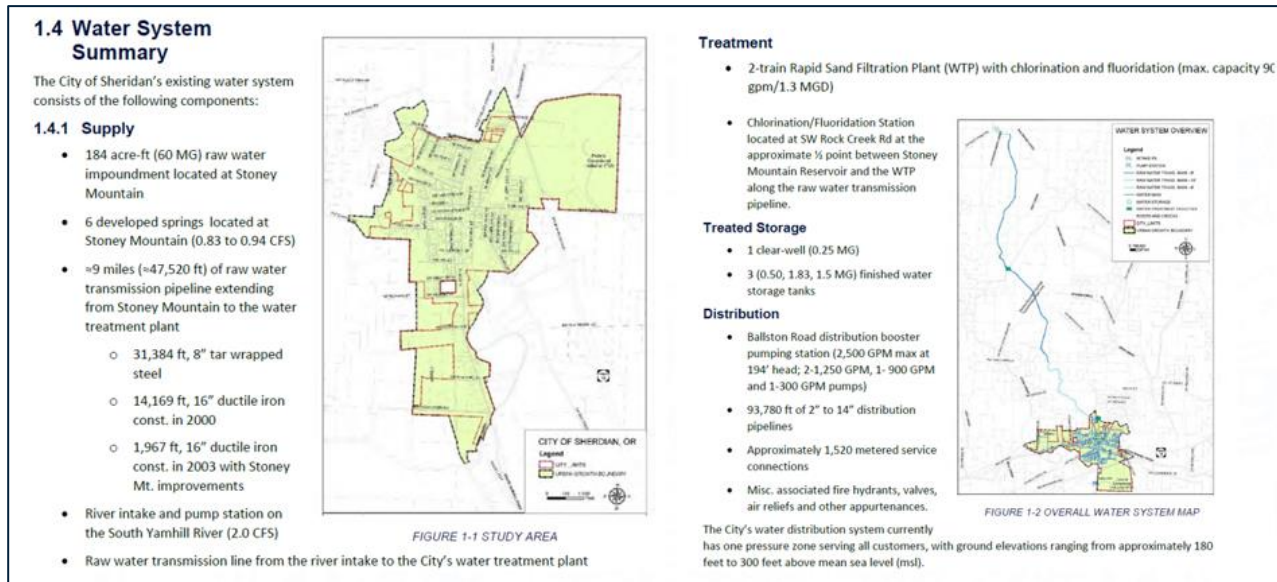 1.4 Water System
Summary
The City of Sheridan's existing water system
consists of the following components:
1.4.1 Supply
• 184 acre-ft (60 MG) raw water
impoundment located at Stoney
Mountain
• 6 developed springs located at
Stoney Mountain (0.83 to 0.94 CFS)
• ≈9 miles (≈47,520 ft) of raw water
transmission pipeline extending
from Stoney Mountain to the water
treatment plant
o 31,384 ft, 8" tar wrapped
steel
o 14,169 ft, 16" ductile iron
const. in 2000
o 1,967 ft, 16" ductile iron
const. in 2003 with Stoney
Mt. improvements
• River intake and pump station on
the South Yamhill River (2.0 CFS)
• Raw water transmission line from the river intake to the City's water treatment plant
CITY OF SHERDIAN, OR
Legend
CITY_LIMITS
URBAN GROWTH BOUNDARY
FIGURE 1-1 STUDY AREA
Treatment
• 2-train Rapid Sand Filtration Plant (WTP) with chlorination and fluoridation (max. capacity
gpm/1.3 MGD)
• Chlorination/Fluoridation Station
located at SW Rock Creek Rd at the
approximate ½ point between Stoney
Mountain Reservoir and the WTP
along the raw water transmission
pipeline.
Treated Storage
• 1 clear-well (0.25 MG)
• 3 (0.50, 1.83, 1.5 MG) finished water
storage tanks
Distribution
• Ballston Road distribution booster
pumping station (2,500 GPM max at
194' head; 2-1,250 GPM, 1- 900 GPM
and 1-300 GPM pumps)
• 93,780 ft of 2" to 14" distribution
pipelines
• Approximately 1,520 metered service
connections
• Misc. associated fire hydrants, valves,
air reliefs and other appurtenances.
WATER SYSTEM OVERVIEW
Legend
CITY_LIMITS
URBAN GROWTH BOUNDARY
FIGURE 1-2 OVERALL WATER SYSTEM MAP
The City's water distribution system currently
has one pressure zone serving all customers, with ground elevations ranging from approximately 180
feet to 300 feet above mean sea level (msl).